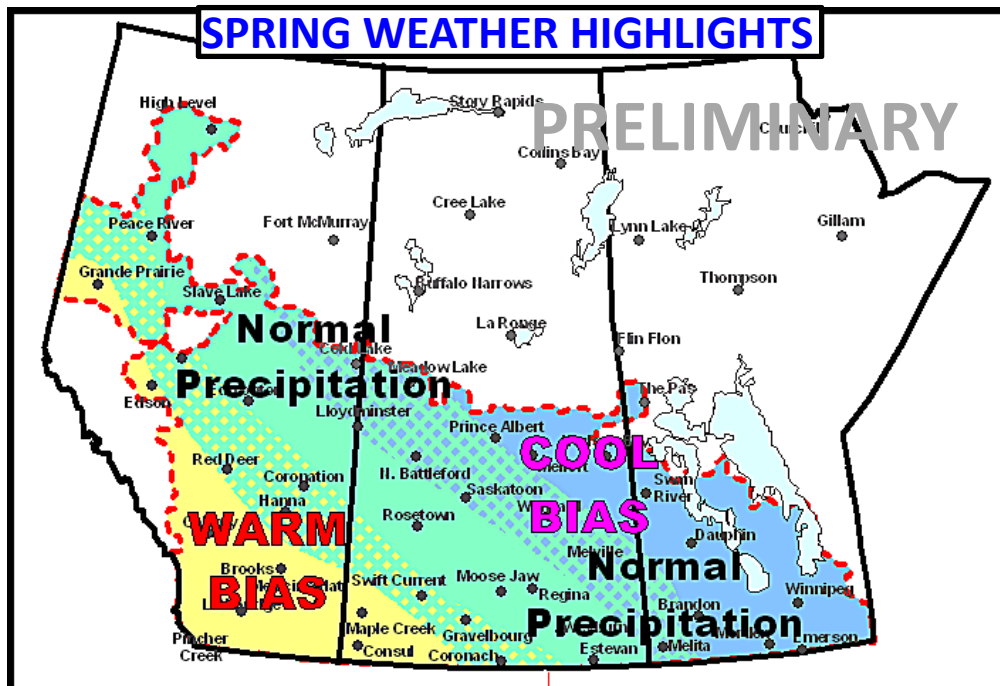 SPRING WEATHER HIGHLIGHTS
PRELIMINARY
High Level
Stony Rapids
Collins Bay
Cree Lake
Peace River
Fort McMurray
Lynn Lake
Gillam
Grande Prairie
Slave Lake
Buffalo Narrows
Thompson
La Ronge
Flin Flon
Normal
Cold Lake
Meadow Lake
Precipitation
Edson
Lloydminster
The Pas
Prince Albert
COOL
Red Deer
Coronation
N. Battleford
Saskatoon
Swan
River
Hanna
Rosetown
WARM
BIAS
Dauphin
Melville
Normal
Brooks
Swift Current
Moose Jaw
Regina
Winnipeg
BIAS
Brandon
Maple Creek
Gravelbourg
Precipitation
Pincher
Creek
Consul
Coronach
Estevan
Melita
Emerson